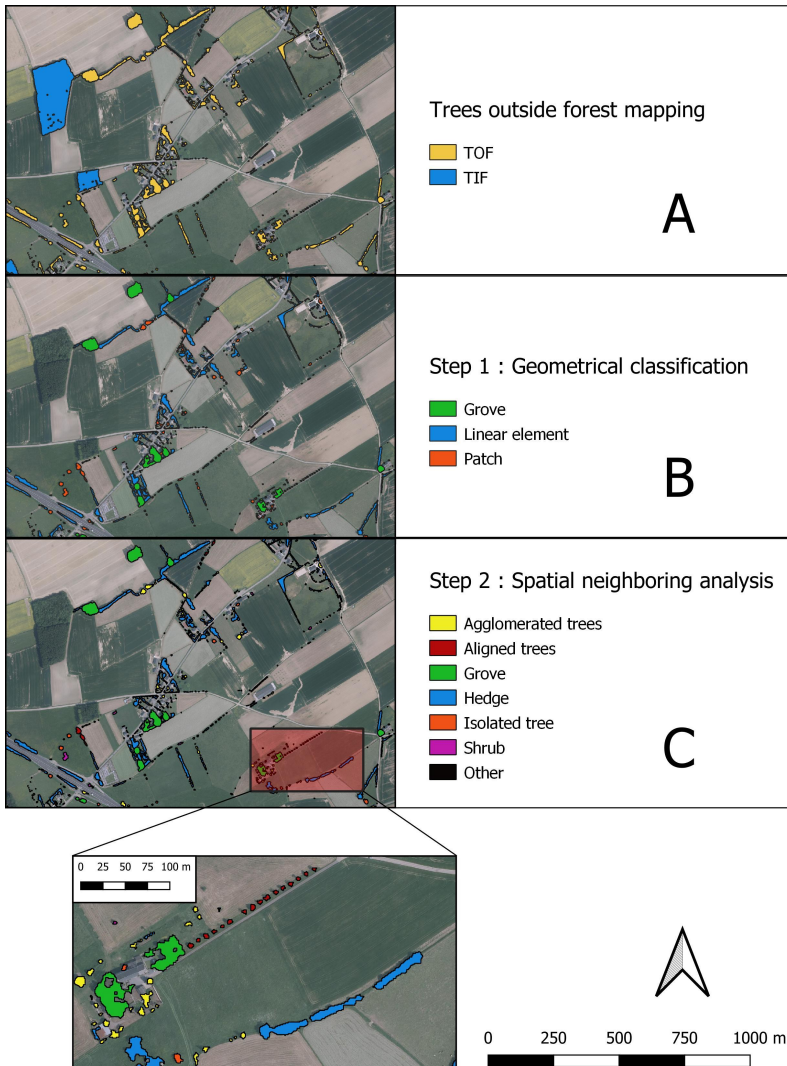 Trees outside forest mapping
TOF
TIF
A
Step 1 : Geometrical classification
Grove
Linear element
Patch
B
Step 2 : Spatial neighboring analysis
Agglomerated trees
Aligned trees
Grove
Hedge
Isolated tree
Shrub
Other
C
0 25 50 75 100 m
0 250 500 750 1000 m